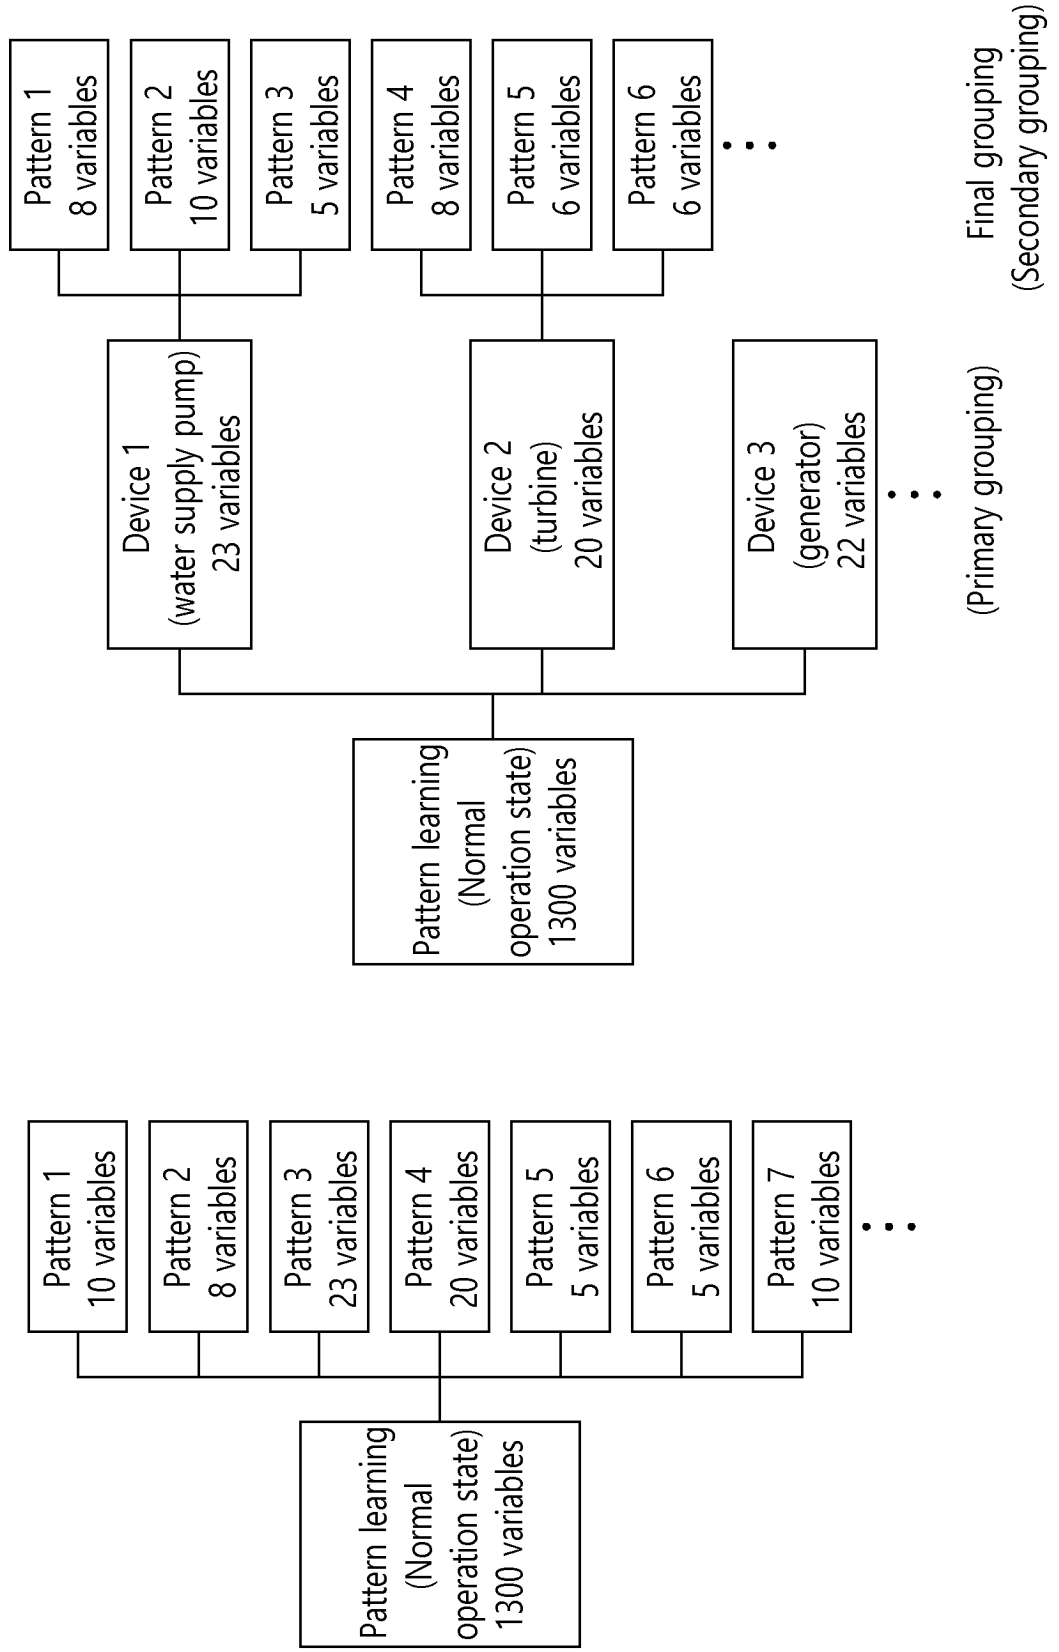 Pattern learning
(Normal
operation state)
1300 variables
Pattern 1
10 variables
Pattern 2
8 variables
Pattern 3
23 variables
Pattern 4
20 variables
Pattern 5
5 variables
Pattern 6
5 variables
Pattern 7
10 variables
Pattern learning
(Normal
operation state)
1300 variables
Device 1
(water supply pump)
23 variables
Device 2
(turbine)
20 variables
Device 3
(generator)
22 variables
(Primary grouping)
Pattern 1
8 variables
Pattern 2
10 variables
Pattern 3
5 variables
Pattern 4
8 variables
Pattern 5
6 variables
Pattern 6
6 variables
Final grouping
(Secondary grouping)